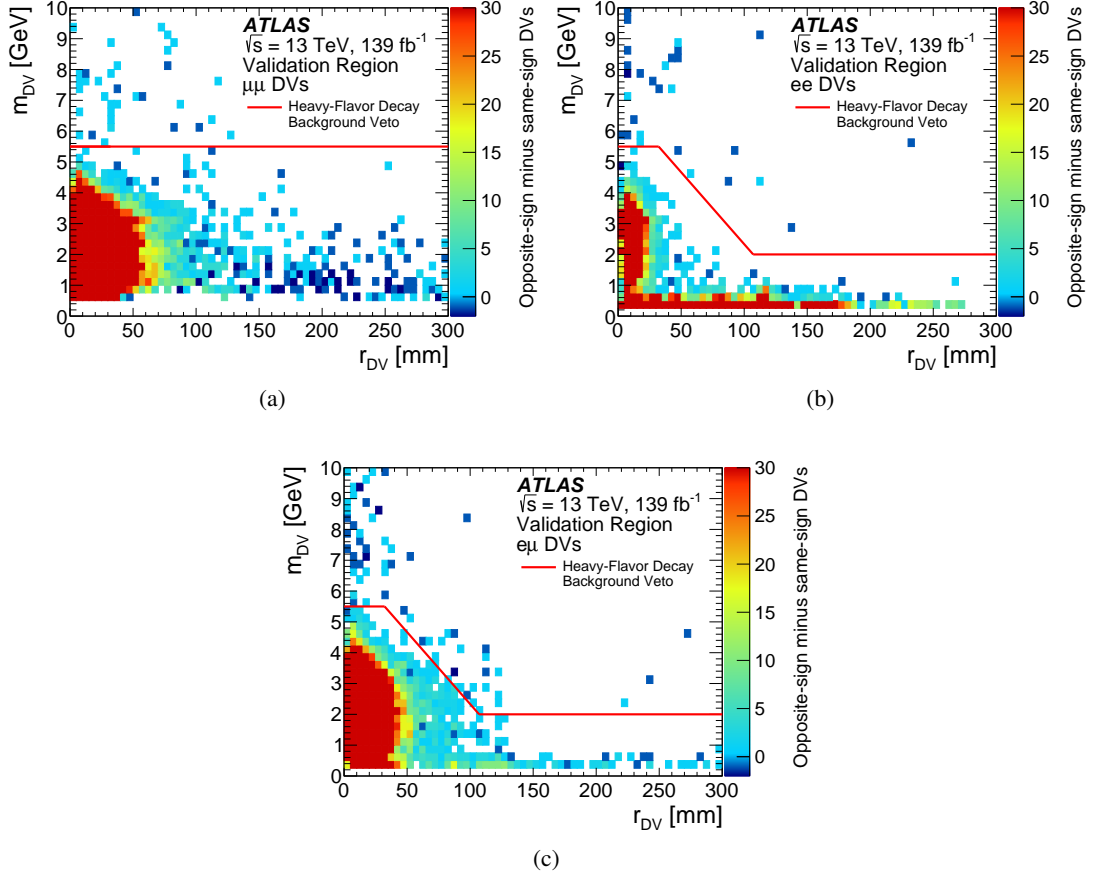 m_DV [GeV]
10
9
8
7
6
5
4
3
2
1
0
ATLAS
√s = 13 TeV, 139 fb⁻¹
Validation Region
μμ DVs
Heavy-Flavor Decay
Background Veto
0 50 100 150 200 250 300
r_DV [mm]
30
25
20
15
10
5
0
Opposite-sign minus same-sign DVs
(a)
m_DV [GeV]
10
9
8
7
6
5
4
3
2
1
0
ATLAS
√s = 13 TeV, 139 fb⁻¹
Validation Region
ee DVs
Heavy-Flavor Decay
Background Veto
0 50 100 150 200 250 300
r_DV [mm]
30
25
20
15
10
5
0
Opposite-sign minus same-sign DVs
(b)
m_DV [GeV]
10
9
8
7
6
5
4
3
2
1
0
ATLAS
√s = 13 TeV, 139 fb⁻¹
Validation Region
eμ DVs
Heavy-Flavor Decay
Background Veto
0 50 100 150 200 250 300
r_DV [mm]
30
25
20
15
10
5
0
Opposite-sign minus same-sign DVs
(c)